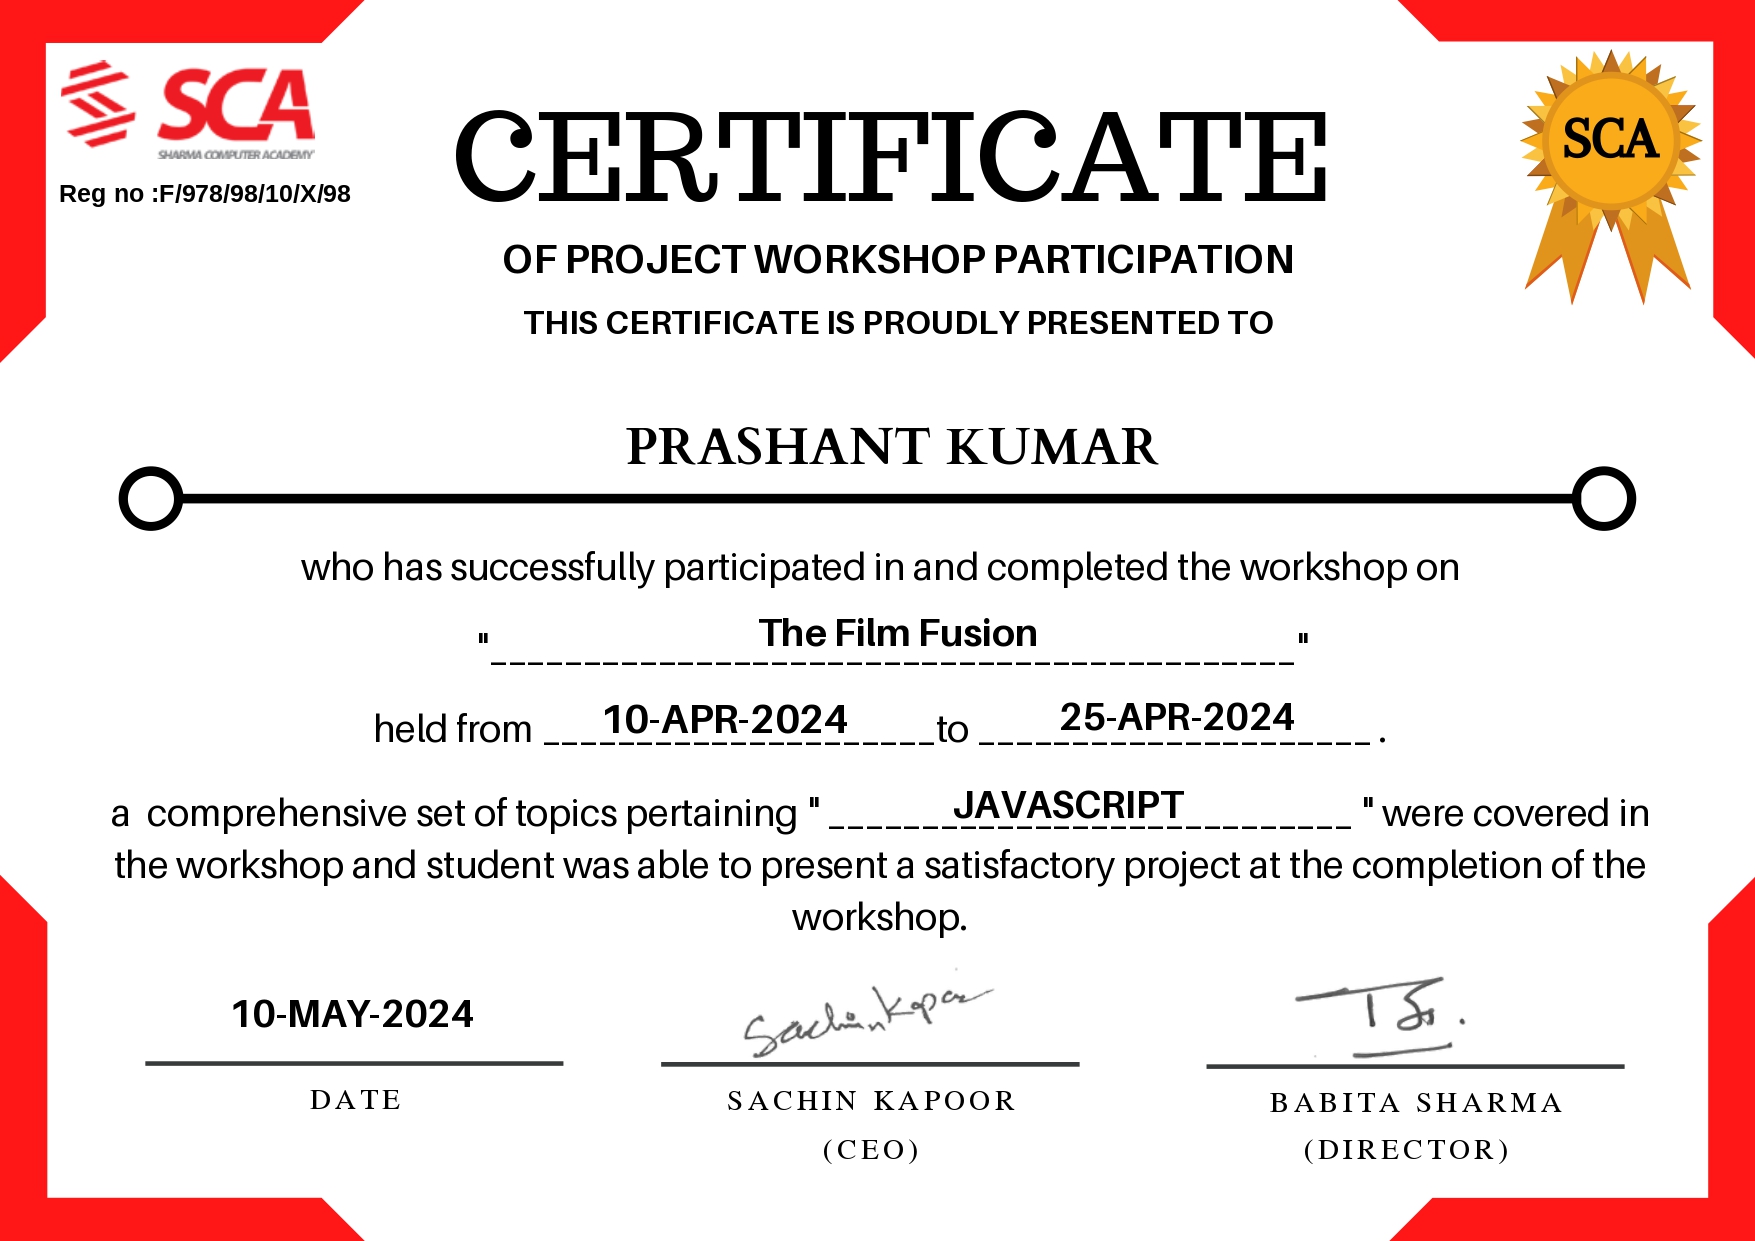 SCA
SHARMA COMPUTER ACADEMY
Reg no :F/978/98/10/X/98
SCA
CERTIFICATE
OF PROJECT WORKSHOP PARTICIPATION
THIS CERTIFICATE IS PROUDLY PRESENTED TO
PRASHANT KUMAR
who has successfully participated in and completed the workshop on
"The Film Fusion"
held from 10-APR-2024 to 25-APR-2024 .
a comprehensive set of topics pertaining " JAVASCRIPT " were covered in
the workshop and student was able to present a satisfactory project at the completion of the
workshop.
10-MAY-2024
Sachin Kapoor
DATE
SACHIN KAPOOR
BABITA SHARMA
(CEO)
(DIRECTOR)